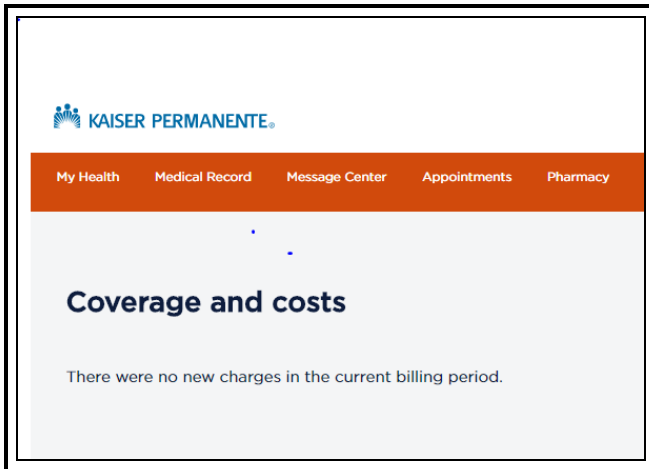 KAISER PERMANENTE®
My Health Medical Record Message Center Appointments Pharmacy
Coverage and costs
There were no new charges in the current billing period.